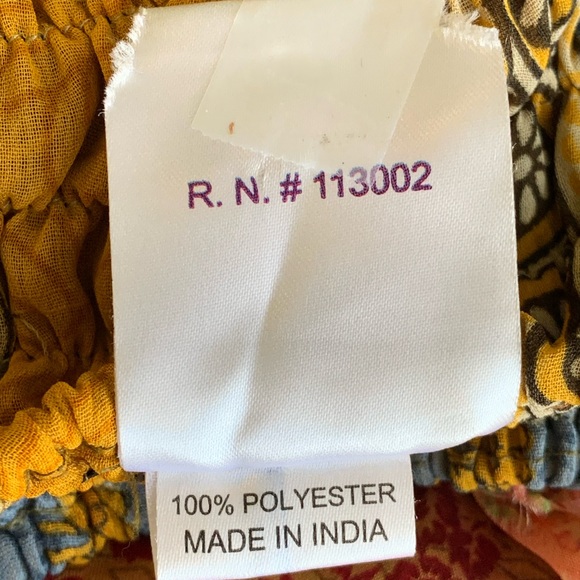 R. N. # 113002
100% POLYESTER
MADE IN INDIA